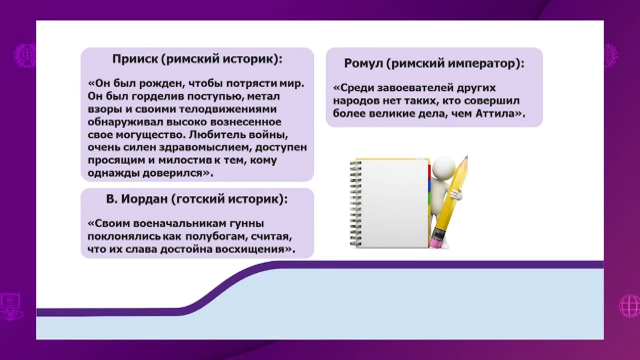 Прииск (римский историк):
«Он был рожден, чтобы потрясти мир.
Он был горделив поступью, метал
взоры и своими телодвижениями
обнаруживал высоко вознесенное
свое могущество. Любитель войны,
очень силен здравомыслием, доступен
просящим и милостив к тем, кому
однажды доверился».
В. Иордан (готский историк):
«Своим военачальникам гунны
поклонялись как полубогам, считая,
что их слава достойна восхищения».
Ромул (римский император):
«Среди завоевателей других
народов нет таких, кто совершил
более великие дела, чем Аттила».